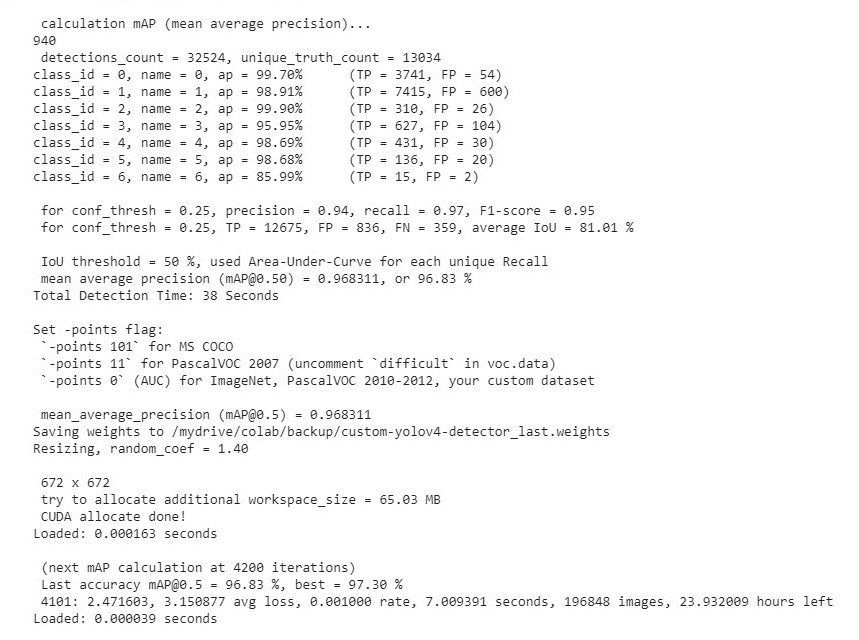 calculation mAP (mean average precision)...
940
detections_count = 32524, unique_truth_count = 13034
class_id = 0, name = 0, ap = 99.70% (TP = 3741, FP = 54)
class_id = 1, name = 1, ap = 98.91% (TP = 7415, FP = 600)
class_id = 2, name = 2, ap = 99.90% (TP = 310, FP = 26)
class_id = 3, name = 3, ap = 95.95% (TP = 627, FP = 104)
class_id = 4, name = 4, ap = 98.69% (TP = 431, FP = 30)
class_id = 5, name = 5, ap = 98.68% (TP = 136, FP = 20)
class_id = 6, name = 6, ap = 85.99% (TP = 15, FP = 2)
for conf_thresh = 0.25, precision = 0.94, recall = 0.97, F1-score = 0.95
for conf_thresh = 0.25, TP = 12675, FP = 836, FN = 359, average IoU = 81.01 %
IoU threshold = 50 %, used Area-Under-Curve for each unique Recall
mean average precision (mAP@0.50) = 0.968311, or 96.83 %
Total Detection Time: 38 Seconds
Set -points flag:
`-points 101` for MS COCO
`-points 11` for PascalVOC 2007 (uncomment `difficult` in voc.data)
`-points 0` (AUC) for ImageNet, PascalVOC 2010-2012, your custom dataset
mean_average_precision (mAP@0.5) = 0.968311
Saving weights to /mydrive/colab/backup/custom-yolov4-detector_last.weights
Resizing, random_coef = 1.40
672 x 672
try to allocate additional workspace_size = 65.03 MB
CUDA allocate done!
Loaded: 0.000163 seconds
(next mAP calculation at 4200 iterations)
Last accuracy mAP@0.5 = 96.83 %, best = 97.30 %
4101: 2.471603, 3.150877 avg loss, 0.001000 rate, 7.009391 seconds, 196848 images, 23.932009 hours left
Loaded: 0.000039 seconds